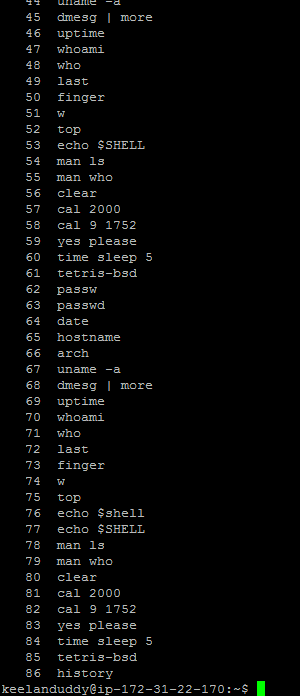 44 uname -a
45 dmesg | more
46 uptime
47 whoami
48 who
49 last
50 finger
51 w
52 top
53 echo $SHELL
54 man ls
55 man who
56 clear
57 cal 2000
58 cal 9 1752
59 yes please
60 time sleep 5
61 tetris-bsd
62 passw
63 passwd
64 date
65 hostname
66 arch
67 uname -a
68 dmesg | more
69 uptime
70 whoami
71 who
72 last
73 finger
74 w
75 top
76 echo $shell
77 echo $SHELL
78 man ls
79 man who
80 clear
81 cal 2000
82 cal 9 1752
83 yes please
84 time sleep 5
85 tetris-bsd
86 history
keelanduddy@ip-172-31-22-170:~$